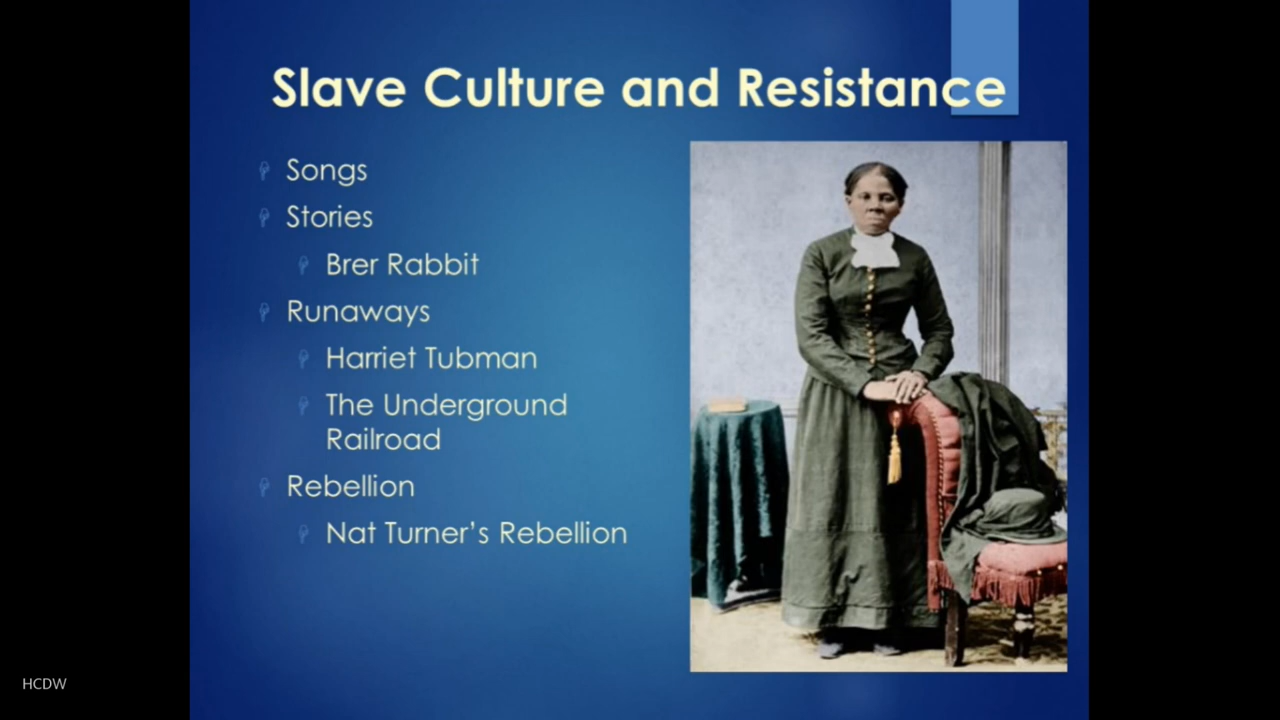 Slave Culture and Resistance
Songs
Stories
Brer Rabbit
Runaways
Harriet Tubman
The Underground
Railroad
Rebellion
Nat Turner’s Rebellion
HCDW